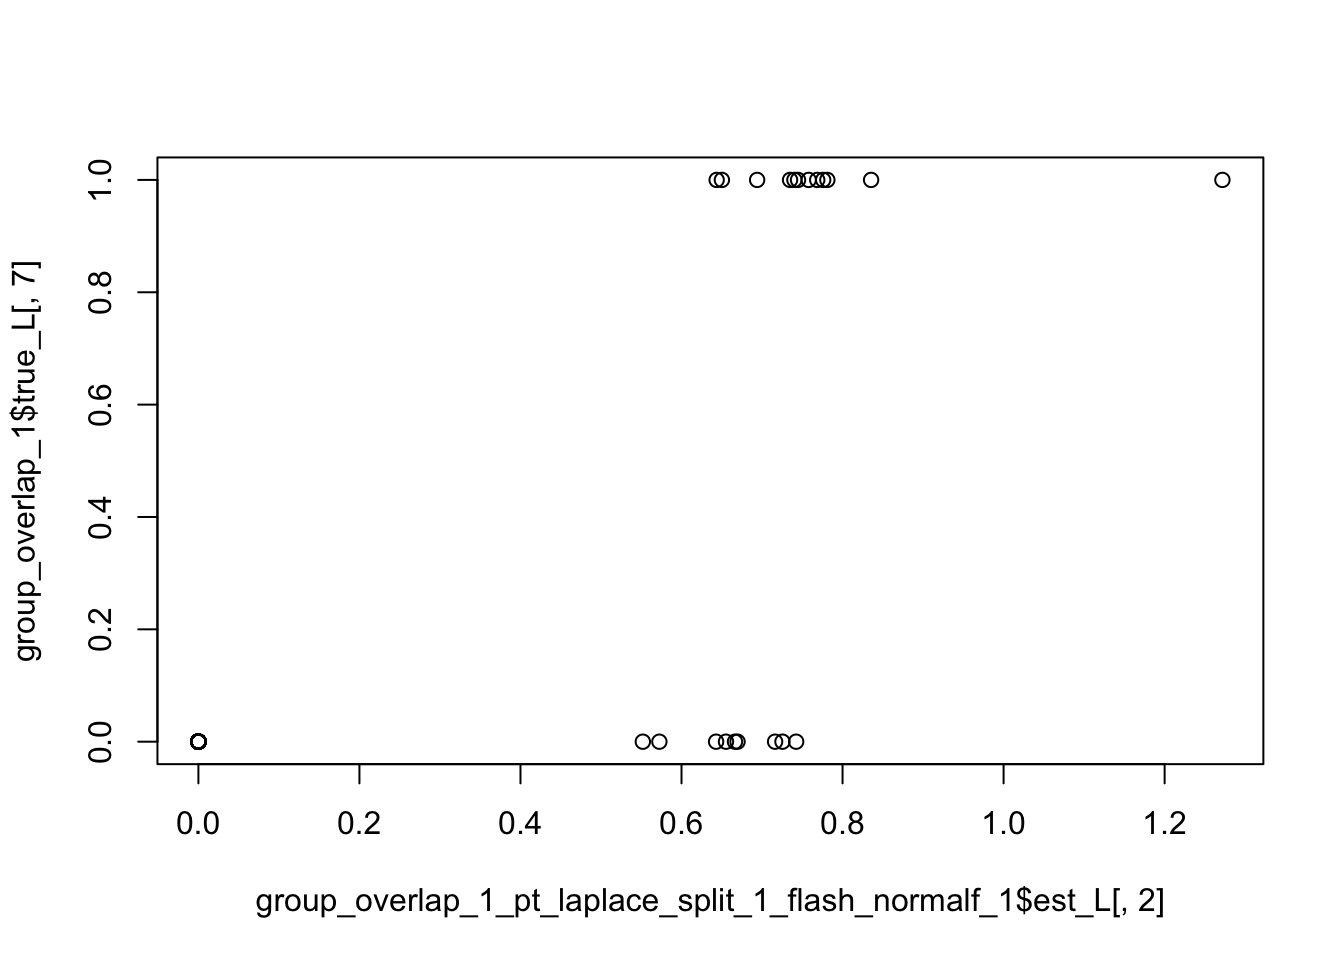 group_overlap_1$true_L[, 7]
1.0
0.8
0.6
0.4
0.2
0.0
0.0 0.2 0.4 0.6 0.8 1.0 1.2
group_overlap_1_pt_laplace_split_1_flash_normalf_1$est_L[, 2]